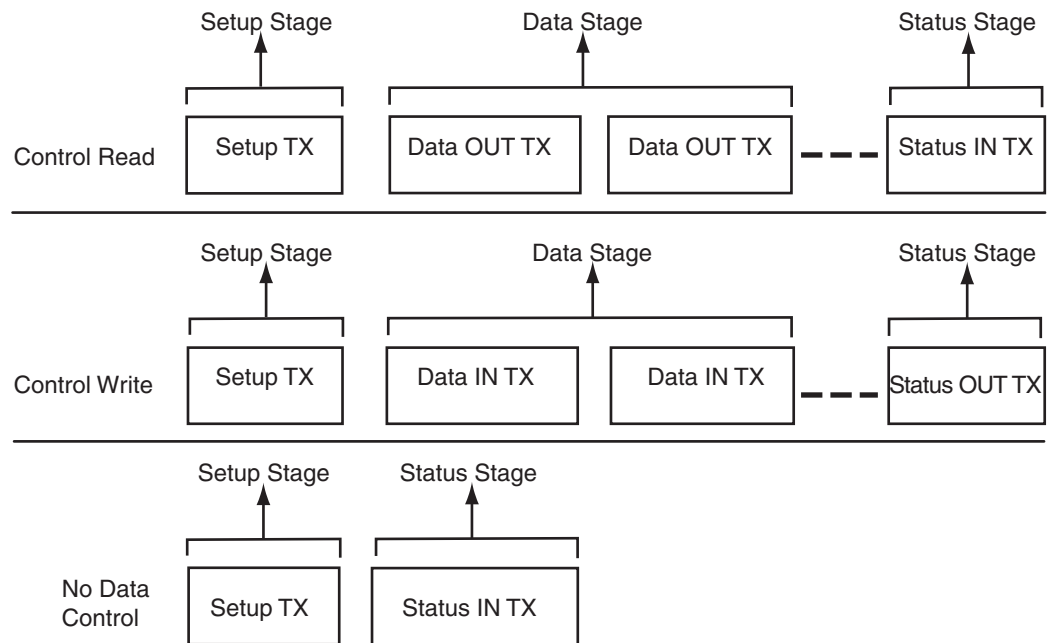 Setup Stage Data Stage Status Stage
Control Read Setup TX Data OUT TX Data OUT TX Status IN TX
Setup Stage Data Stage Status Stage
Control Write Setup TX Data IN TX Data IN TX Status OUT TX
Setup Stage Status Stage
No Data
Control Setup TX Status IN TX